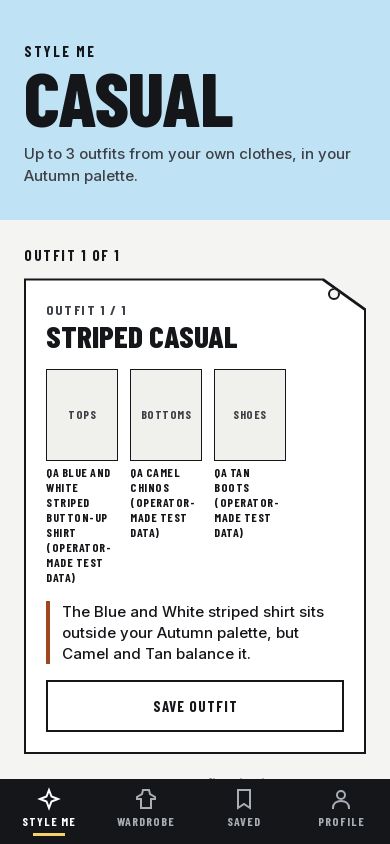 STYLE ME
CASUAL
Up to 3 outfits from your own clothes, in your
Autumn palette.
OUTFIT 1 OF 1
OUTFIT 1 / 1
STRIPED CASUAL
TOPS
BOTTOMS
SHOES
QA BLUE AND
WHITE
STRIPED
BUTTON-UP
SHIRT
(OPERATOR-
MADE TEST
DATA)
QA CAMEL
CHINOS
(OPERATOR-
MADE TEST
DATA)
QA TAN
BOOTS
(OPERATOR-
MADE TEST
DATA)
The Blue and White striped shirt sits
outside your Autumn palette, but
Camel and Tan balance it.
SAVE OUTFIT
STYLE ME
WARDROBE
SAVED
PROFILE